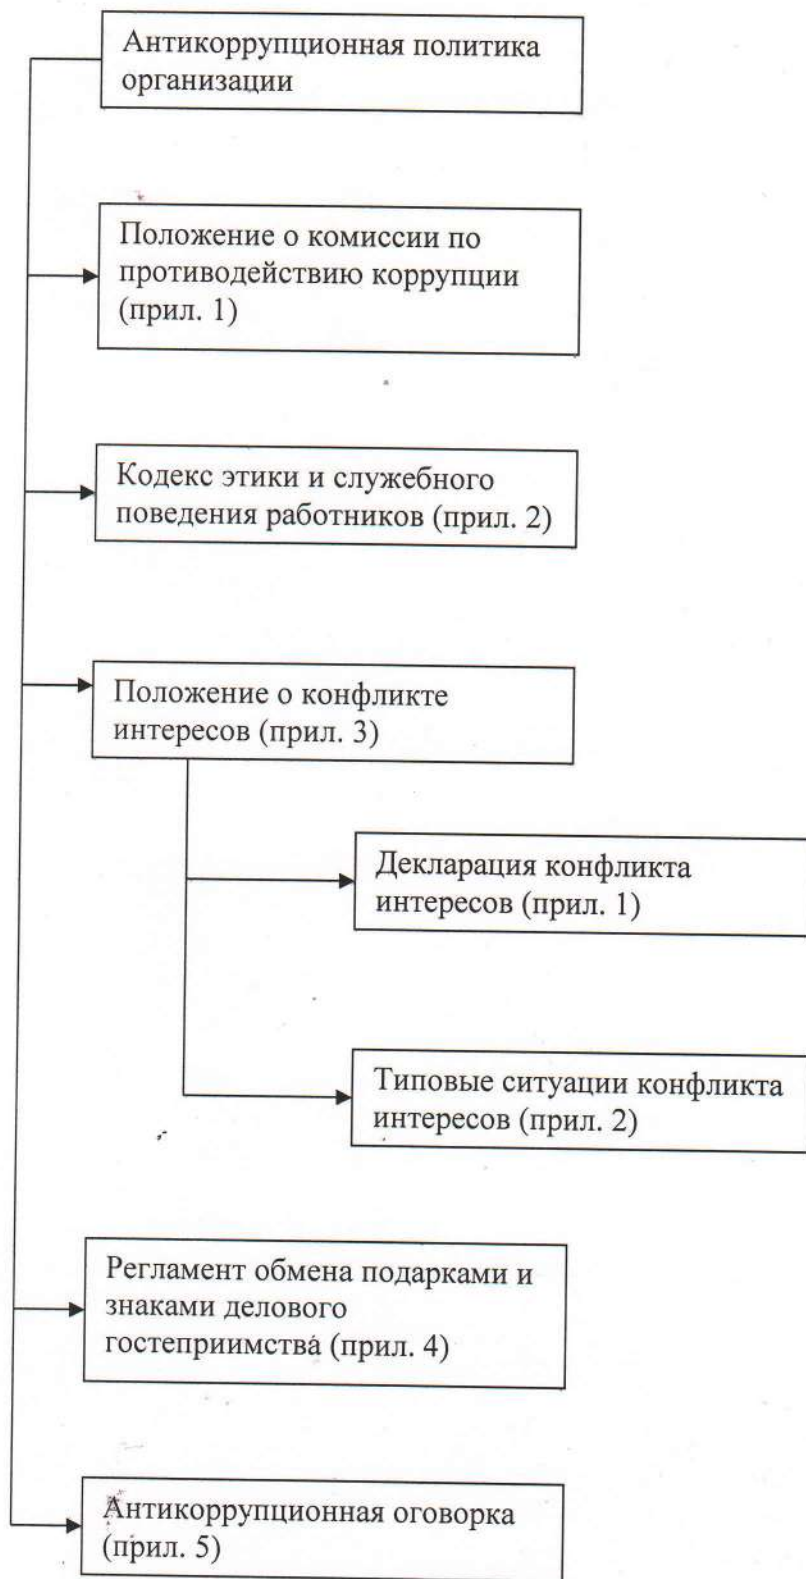 Антикоррупционная политика
организации
Положение о комиссии по
противодействию коррупции
(прил. 1)
Кодекс этики и служебного
поведения работников (прил. 2)
Положение о конфликте
интересов (прил. 3)
Декларация конфликта
интересов (прил. 1)
Типовые ситуации конфликта
интересов (прил. 2)
Регламент обмена подарками и
знаками делового
гостеприимства (прил. 4)
Антикоррупционная оговорка
(прил. 5)